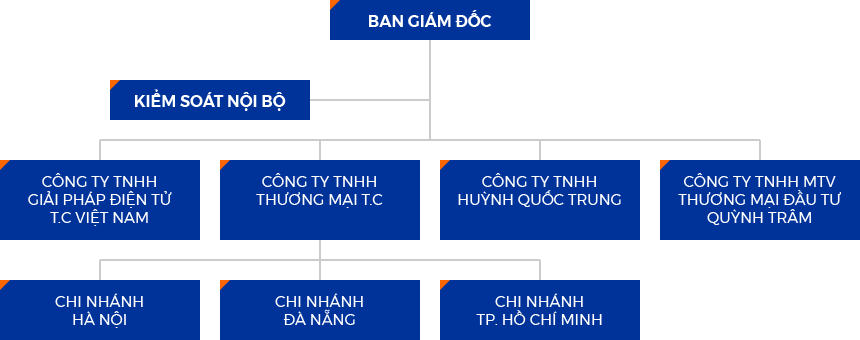 BAN GIÁM ĐỐC
KIỂM SOÁT NỘI BỘ
CÔNG TY TNHH
GIẢI PHÁP ĐIỆN TỬ
T.C VIỆT NAM
CÔNG TY TNHH
THƯƠNG MẠI T.C
CÔNG TY TNHH
HUỲNH QUỐC TRUNG
CÔNG TY TNHH MTV
THƯƠNG MẠI ĐẦU TƯ
QUỲNH TRÂM
CHI NHÁNH
HÀ NỘI
CHI NHÁNH
ĐÀ NẴNG
CHI NHÁNH
TP. HỒ CHÍ MINH